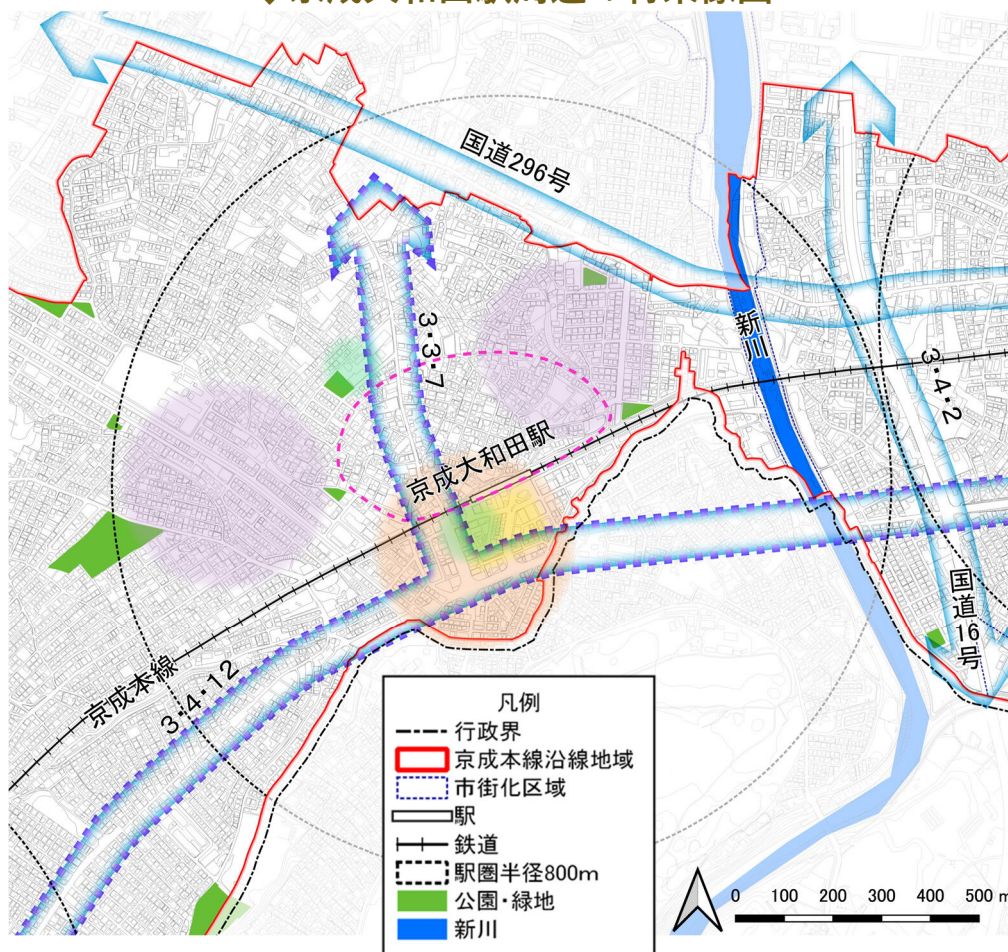 国道296号
3・3・7
新川
3・4・2
京成大和田駅
国道16号
京成本線
3・4・12
凡例
行政界
京成本線沿線地域
市街化区域
駅
鉄道
駅圏半径800m
公園・緑地
新川
0 100 200 300 400 500 m